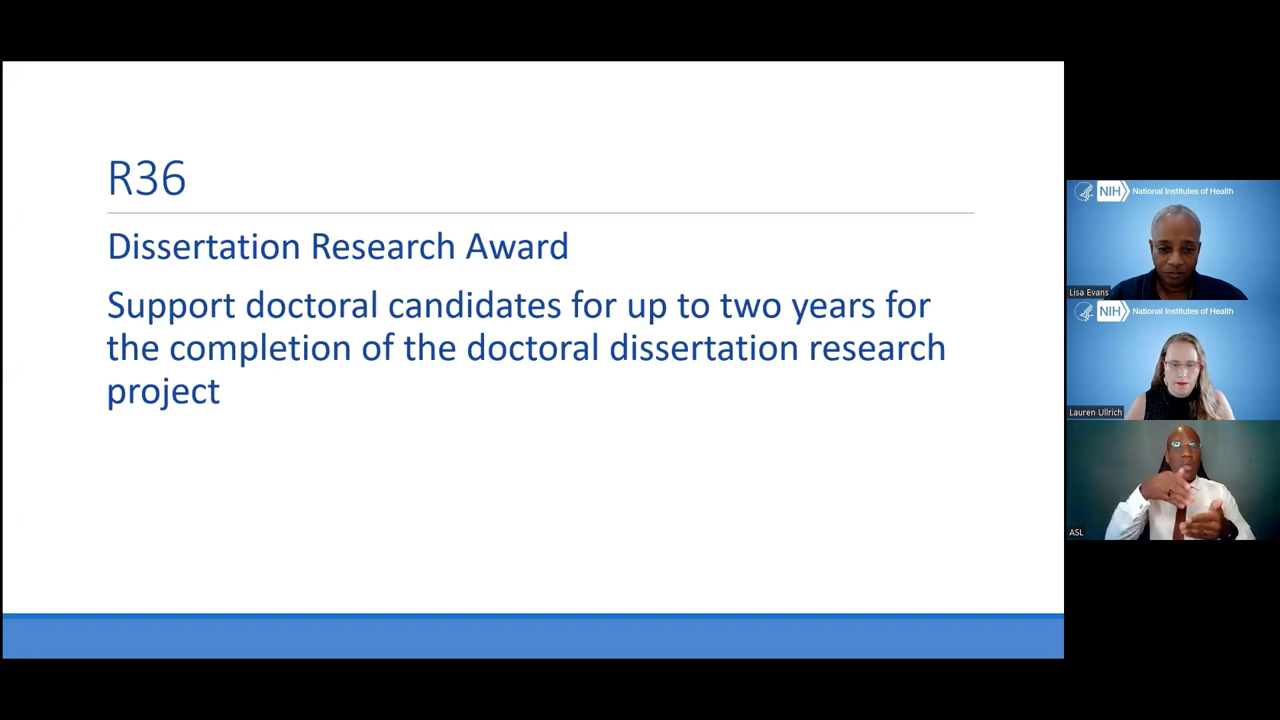 R36
Dissertation Research Award
Support doctoral candidates for up to two years for
the completion of the doctoral dissertation research
project
NIH National Institutes of Health
Lisa Evans
NIH National Institutes of Health
Lauren Ullrich
ASL